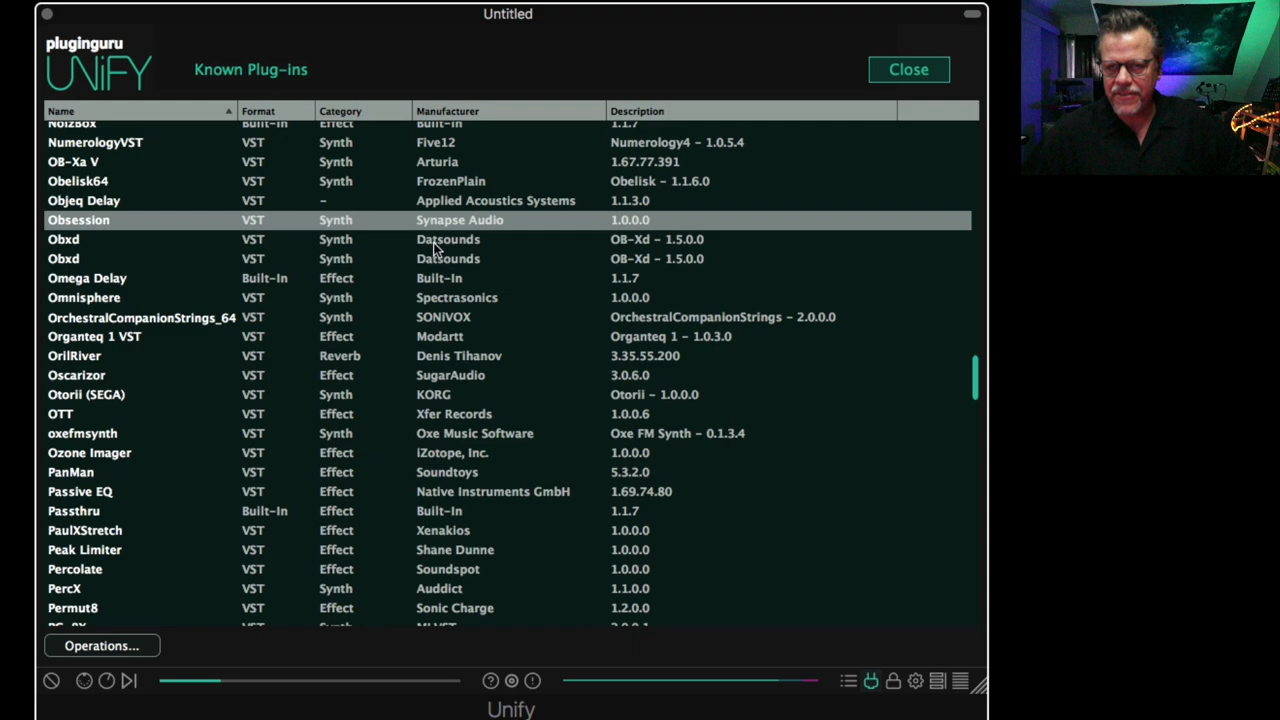 Untitled
pluginguru
UNiFY
Known Plug-ins
Close
Name Format Category Manufacturer Description
NoizBox Built-In Effect Built-In 1.1.7
NumerologyVST VST Synth Five12 Numerology4 - 1.0.5.4
OB-Xa V VST Synth Arturia 1.67.77.391
Obelisk64 VST Synth FrozenPlain Obelisk - 1.1.6.0
Objeq Delay VST - Applied Acoustics Systems 1.1.3.0
Obsession VST Synth Synapse Audio 1.0.0.0
Obxd VST Synth Datsounds OB-Xd - 1.5.0.0
Obxd VST Synth Datsounds OB-Xd - 1.5.0.0
Omega Delay Built-In Effect Built-In 1.1.7
Omnisphere VST Synth Spectrasonics 1.0.0.0
OrchestralCompanionStrings_64 VST Synth SONiVOX OrchestralCompanionStrings - 2.0.0.0
Organteq 1 VST VST Effect Modartt Organteq 1 - 1.0.3.0
OrilRiver VST Reverb Denis Tihanov 3.35.55.200
Oscarizor VST Effect SugarAudio 3.0.6.0
Otorii (SEGA) VST Synth KORG Otorii - 1.0.0.0
OTT VST Effect Xfer Records 1.0.0.6
oxefmsynth VST Synth Oxe Music Software Oxe FM Synth - 0.1.3.4
Ozone Imager VST Effect iZotope, Inc. 1.0.0.0
PanMan VST Effect Soundtoys 5.3.2.0
Passive EQ VST Effect Native Instruments GmbH 1.69.74.80
Passthru Built-In Effect Built-In 1.1.7
PaulXStretch VST Effect Xenakios 1.0.0.0
Peak Limiter VST Effect Shane Dunne 1.0.0.0
Percolate VST Effect Soundspot 1.0.0.0
PercX VST Synth Auddict 1.1.0.0
Permut8 VST Effect Sonic Charge 1.2.0.0
VST Synth
Operations...
Unify